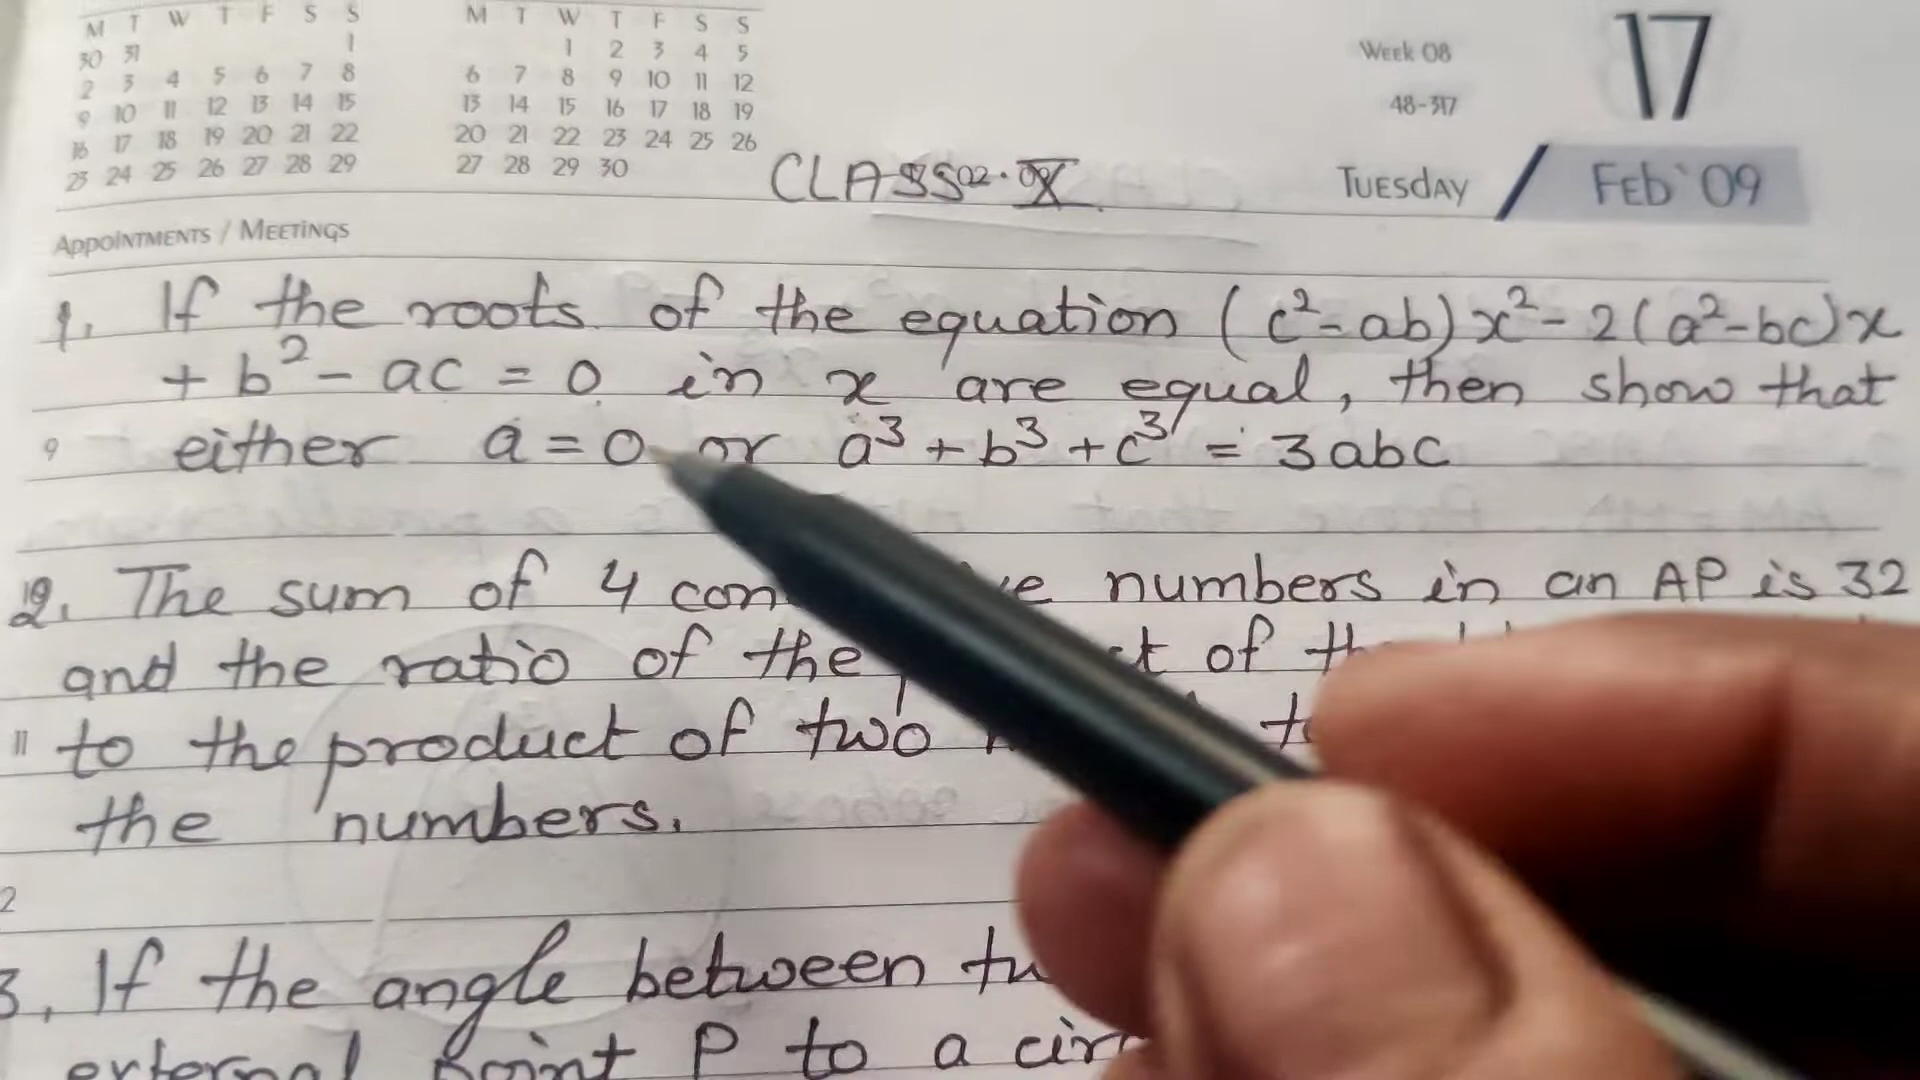 M T W T F S S
30 31 1
2 3 4 5 6 7 8
9 10 11 12 13 14 15
16 17 18 19 20 21 22
23 24 25 26 27 28 29
M T W T F S S
1 2 3 4 5
6 7 8 9 10 11 12
13 14 15 16 17 18 19
20 21 22 23 24 25 26
27 28 29 30
Week 08
48-317
17
Tuesday / Feb '09
CLASS X
Appointments / Meetings
1. If the roots of the equation (c²-ab)x²-2(a²-bc)x
+b²-ac=0 in x are equal, then show that
9 either a=0 or a³+b³+c³=3abc
2. The sum of 4 numbers in an AP is 32
and the ratio of the of
11 to the product of two
the numbers.
2
3. If the angle between
external point P to a